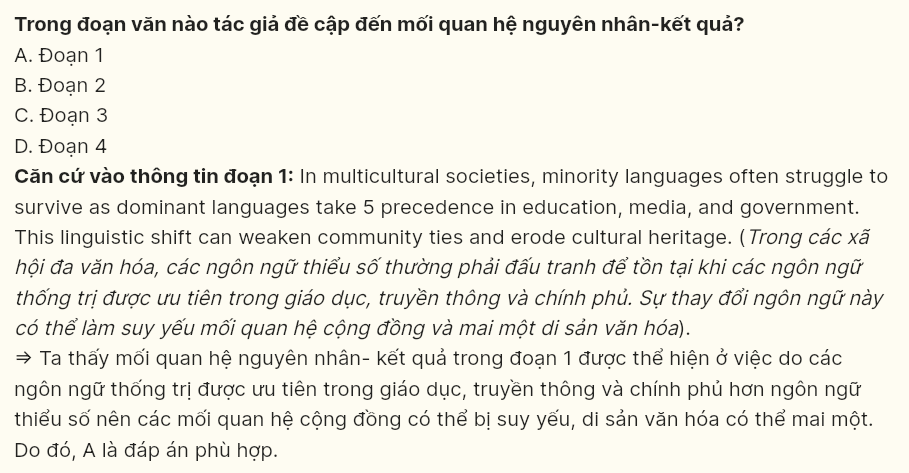 Trong đoạn văn nào tác giả đề cập đến mối quan hệ nguyên nhân-kết quả?
A. Đoạn 1
B. Đoạn 2
C. Đoạn 3
D. Đoạn 4
Căn cứ vào thông tin đoạn 1: In multicultural societies, minority languages often struggle to
survive as dominant languages take 5 precedence in education, media, and government.
This linguistic shift can weaken community ties and erode cultural heritage. (Trong các xã
hội đa văn hóa, các ngôn ngữ thiểu số thường phải đấu tranh để tồn tại khi các ngôn ngữ
thống trị được ưu tiên trong giáo dục, truyền thông và chính phủ. Sự thay đổi ngôn ngữ này
có thể làm suy yếu mối quan hệ cộng đồng và mai một di sản văn hóa).
⇒ Ta thấy mối quan hệ nguyên nhân- kết quả trong đoạn 1 được thể hiện ở việc do các
ngôn ngữ thống trị được ưu tiên trong giáo dục, truyền thông và chính phủ hơn ngôn ngữ
thiểu số nên các mối quan hệ cộng đồng có thể bị suy yếu, di sản văn hóa có thể mai một.
Do đó, A là đáp án phù hợp.